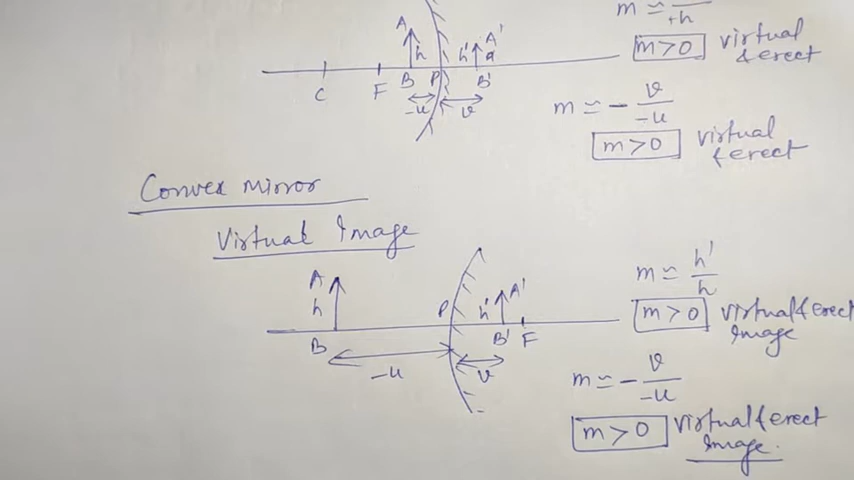 m ≃ /+h
m>0 virtual & erect
A h h' A'
C F B P B'
-u v
m ≃ - v/-u
m>0 virtual & erect
Convex mirror
Virtual Image
A h P h' A'
B B' F
-u v
m ≃ h'/h
m>0 virtual & erect Image
m ≃ - v/-u
m>0 virtual & erect Image.